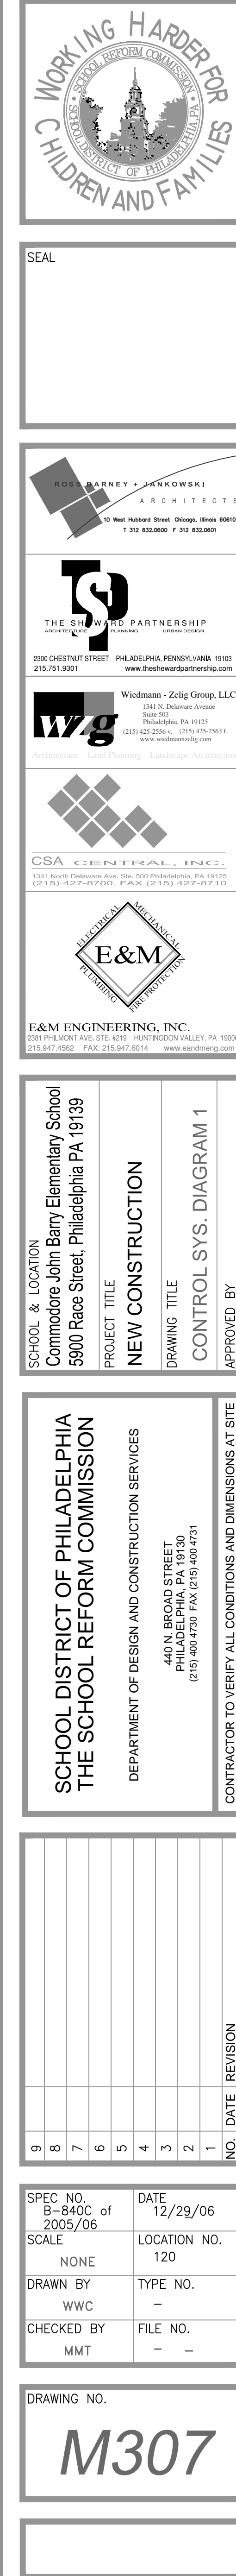 WORKING HARDER FOR
CHILDREN AND FAMILIES
SCHOOL REFORM COMMISSION
SCHOOL DISTRICT OF PHILADELPHIA, PA
SEAL
ROSS BARNEY + JANKOWSKI
ARCHITECTS
10 West Hubbard Street Chicago, Illinois 60610
T 312 832.0600 F 312 832.0601
TSP
THE SHEWARD PARTNERSHIP
ARCHITECTURE PLANNING URBAN DESIGN
2300 CHESTNUT STREET PHILADELPHIA, PENNSYLVANIA 19103
215.751.9301 www.theshewardpartnership.com
wzg
Wiedmann - Zelig Group, LLC
1341 N. Delaware Avenue
Suite 503
Philadelphia, PA 19125
(215) 425-2556 v. (215) 425-2563 f.
www.wiedmannzelig.com
Architecture Land Planning Landscape Architecture
CSA CENTRAL, INC.
1341 North Delaware Ave. Ste. 500 Philadelphia, PA 19125
(215) 427-8700, FAX (215) 427-8710
ELECTRICAL
MECHANICAL
E&M
PLUMBING
FIRE PROTECTION
E&M ENGINEERING, INC.
2381 PHILMONT AVE. STE. #219 HUNTINGDON VALLEY, PA 19006
215.947.4562 FAX: 215.947.6014 www.eandmeng.com
SCHOOL & LOCATION
Commodore John Barry Elementary School
5900 Race Street, Philadelphia PA 19139
PROJECT TITLE
NEW CONSTRUCTION
DRAWING TITLE
CONTROL SYS. DIAGRAM 1
APPROVED BY
SCHOOL DISTRICT OF PHILADELPHIA
THE SCHOOL REFORM COMMISSION
DEPARTMENT OF DESIGN AND CONSTRUCTION SERVICES
440 N. BROAD STREET
PHILADELPHIA, PA 19130
(215) 400 4730 FAX (215) 400 4731
CONTRACTOR TO VERIFY ALL CONDITIONS AND DIMENSIONS AT SITE
9
8
7
6
5
4
3
2
1
NO. DATE REVISION
SPEC NO.
B-840C of
2005/06
DATE
12/29/06
SCALE
NONE
LOCATION NO.
120
DRAWN BY
WWC
TYPE NO.
–
CHECKED BY
MMT
FILE NO.
– –
DRAWING NO.
M307